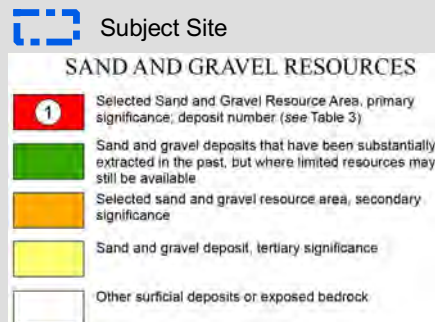 Subject Site
SAND AND GRAVEL RESOURCES
1
Selected Sand and Gravel Resource Area, primary
significance; deposit number (see Table 3)
Sand and gravel deposits that have been substantially
extracted in the past, but where limited resources may
still be available
Selected sand and gravel resource area, secondary
significance
Sand and gravel deposit, tertiary significance
Other surficial deposits or exposed bedrock